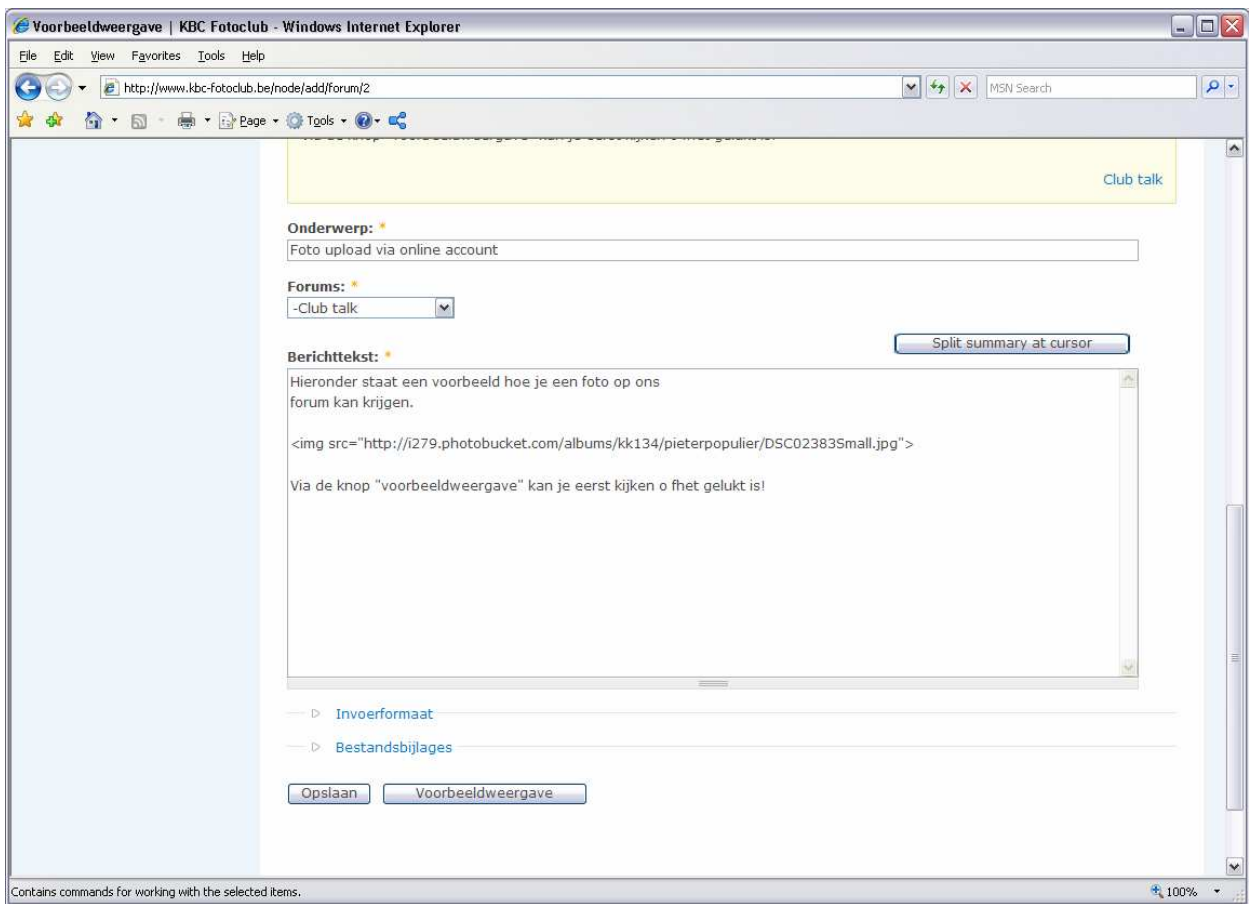 Voorbeeldweergave | KBC Fotoclub - Windows Internet Explorer
File Edit View Favorites Tools Help
http://www.kbc-fotoclub.be/node/add/forum/2 MSN Search
Page Tools
Club talk
Onderwerp: *
Foto upload via online account
Forums: *
-Club talk
Split summary at cursor
Berichttekst: *
Hieronder staat een voorbeeld hoe je een foto op ons
forum kan krijgen.
<img src="http://i279.photobucket.com/albums/kk134/pieterpopulier/DSC02383Small.jpg">
Via de knop "voorbeeldweergave" kan je eerst kijken o fhet gelukt is!
Invoerformaat
Bestandsbijlages
Opslaan Voorbeeldweergave
Contains commands for working with the selected items. 100%